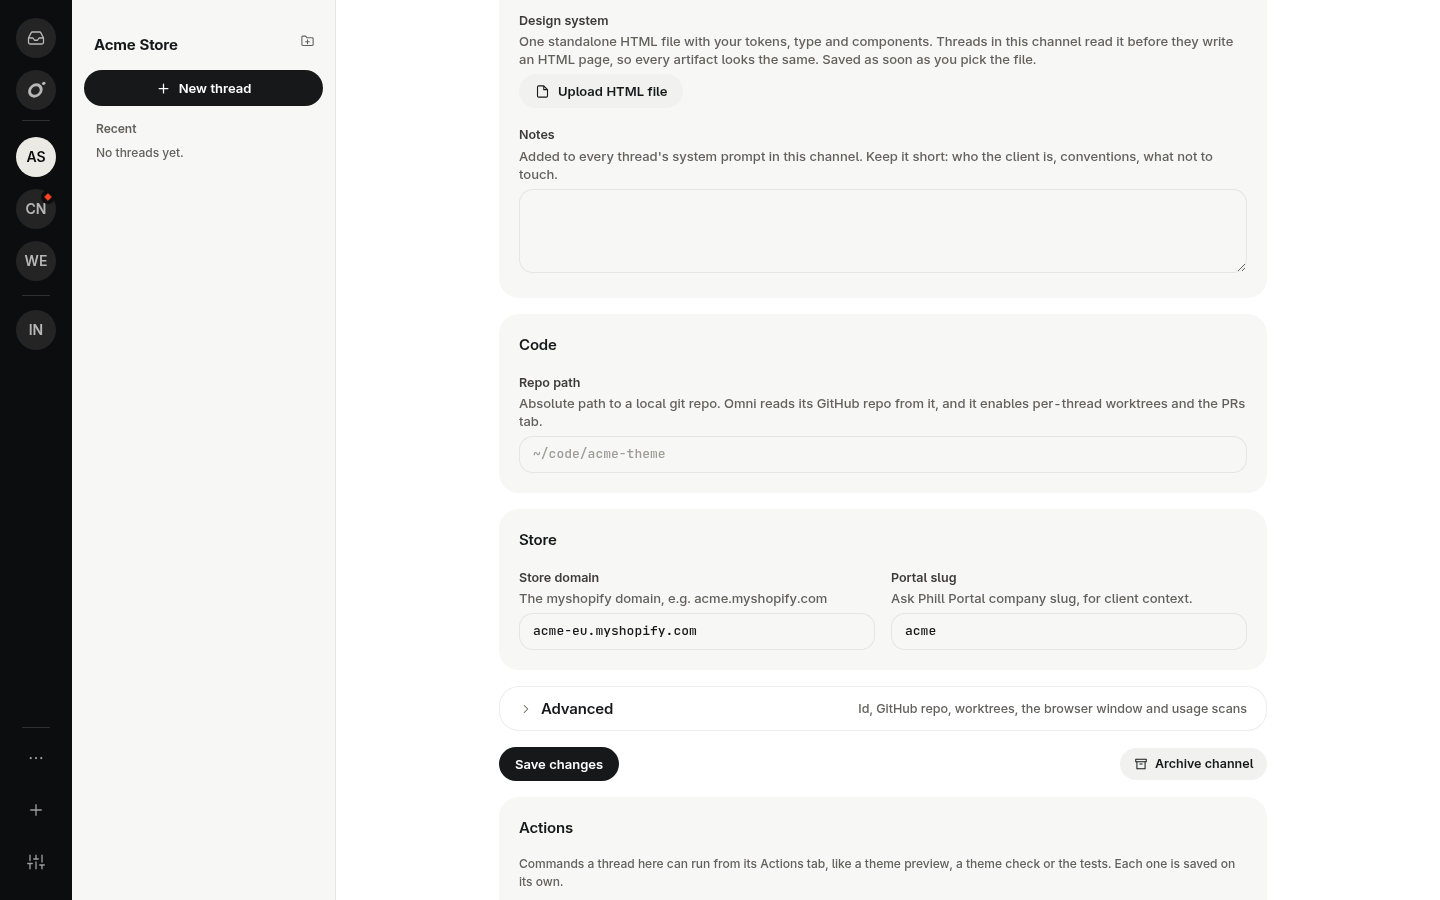 Acme Store
New thread
Recent
No threads yet.
AS
CN
WE
IN
Design system
One standalone HTML file with your tokens, type and components. Threads in this channel read it before they write
an HTML page, so every artifact looks the same. Saved as soon as you pick the file.
Upload HTML file
Notes
Added to every thread's system prompt in this channel. Keep it short: who the client is, conventions, what not to
touch.
Code
Repo path
Absolute path to a local git repo. Omni reads its GitHub repo from it, and it enables per-thread worktrees and the PRs
tab.
~/code/acme-theme
Store
Store domain
The myshopify domain, e.g. acme.myshopify.com
acme-eu.myshopify.com
Portal slug
Ask Phill Portal company slug, for client context.
acme
Advanced
Id, GitHub repo, worktrees, the browser window and usage scans
Save changes
Archive channel
Actions
Commands a thread here can run from its Actions tab, like a theme preview, a theme check or the tests. Each one is saved on
its own.